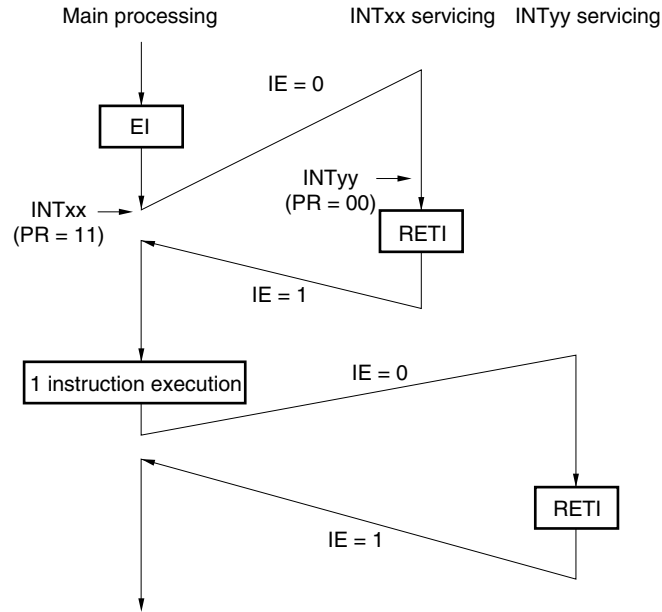 Main processing
INTxx servicing
INTyy servicing
IE = 0
EI
INTyy
(PR = 00)
INTxx
(PR = 11)
RETI
IE = 1
1 instruction execution
IE = 0
RETI
IE = 1